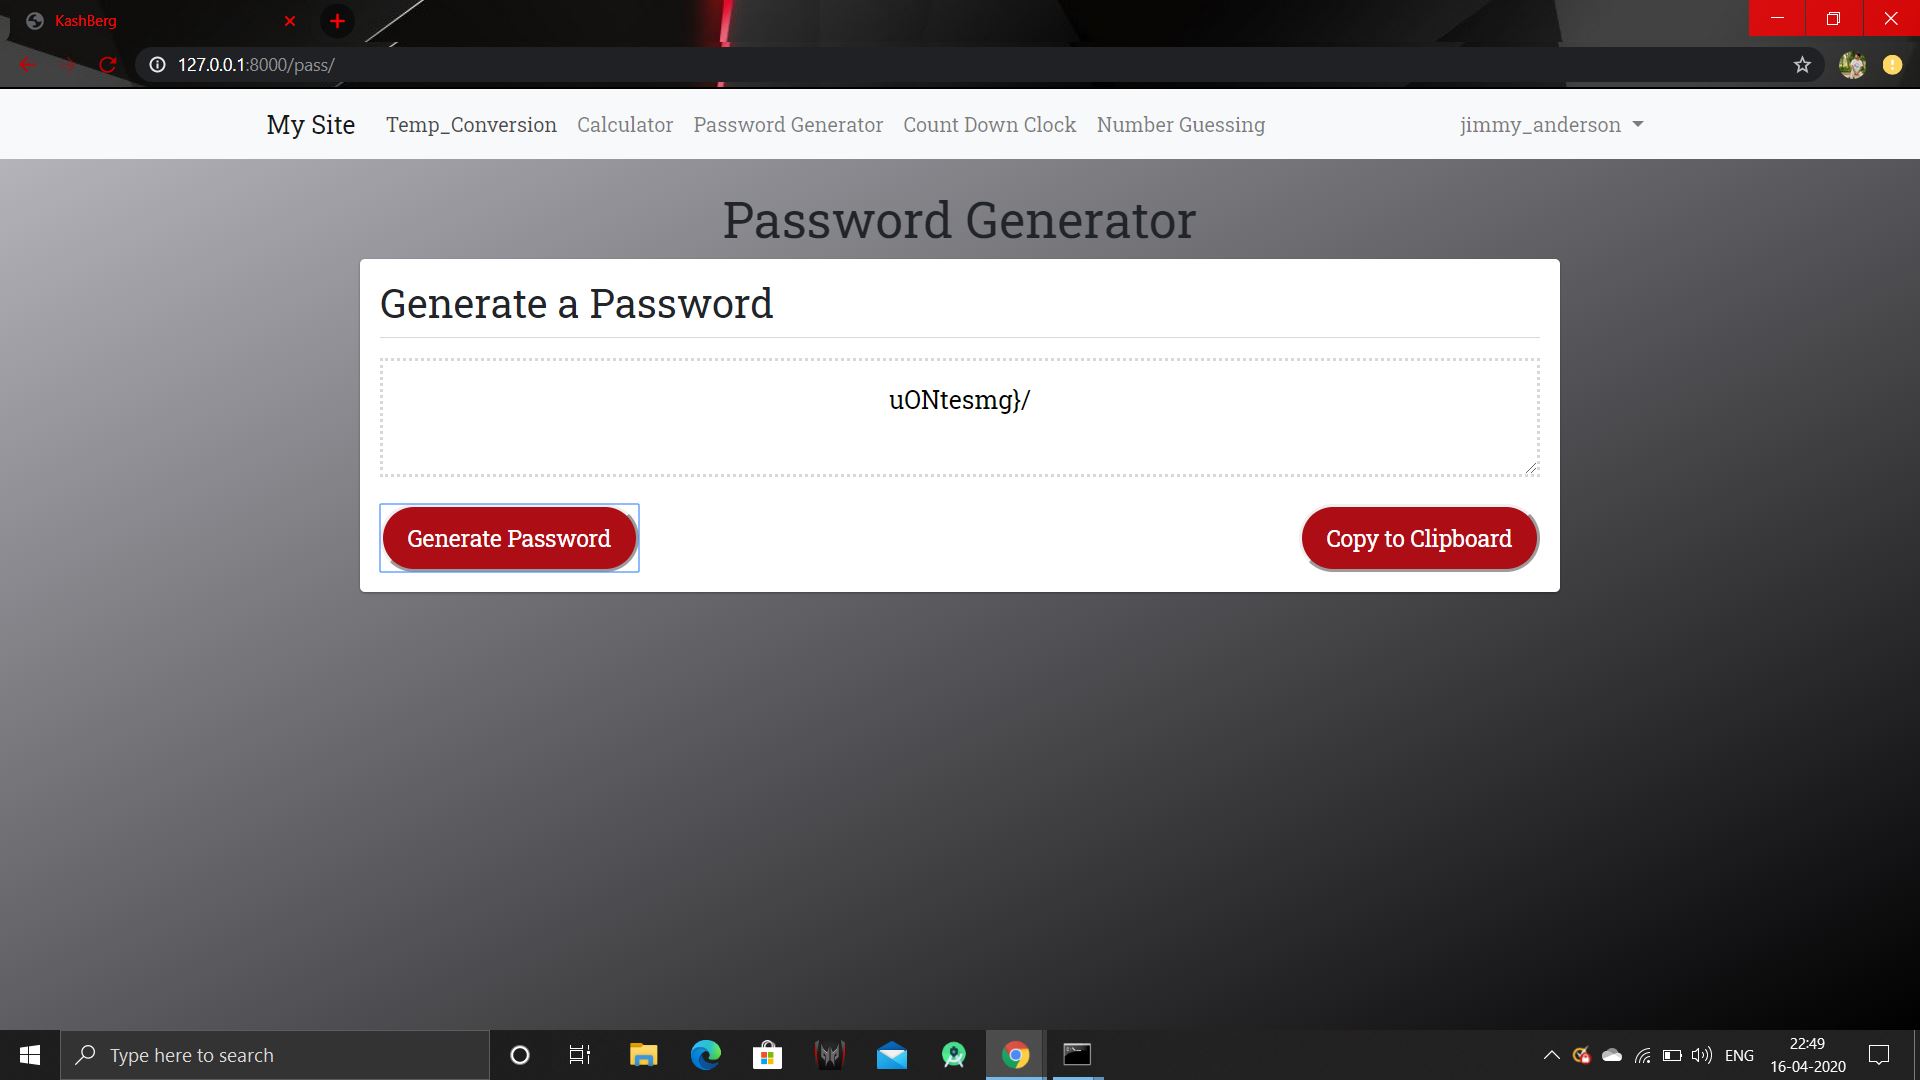 KashBerg
127.0.0.1:8000/pass/
My Site Temp_Conversion Calculator Password Generator Count Down Clock Number Guessing jimmy_anderson
Password Generator
Generate a Password
uONtesmg}/
Generate Password Copy to Clipboard
Type here to search
ENG
22:49
16-04-2020